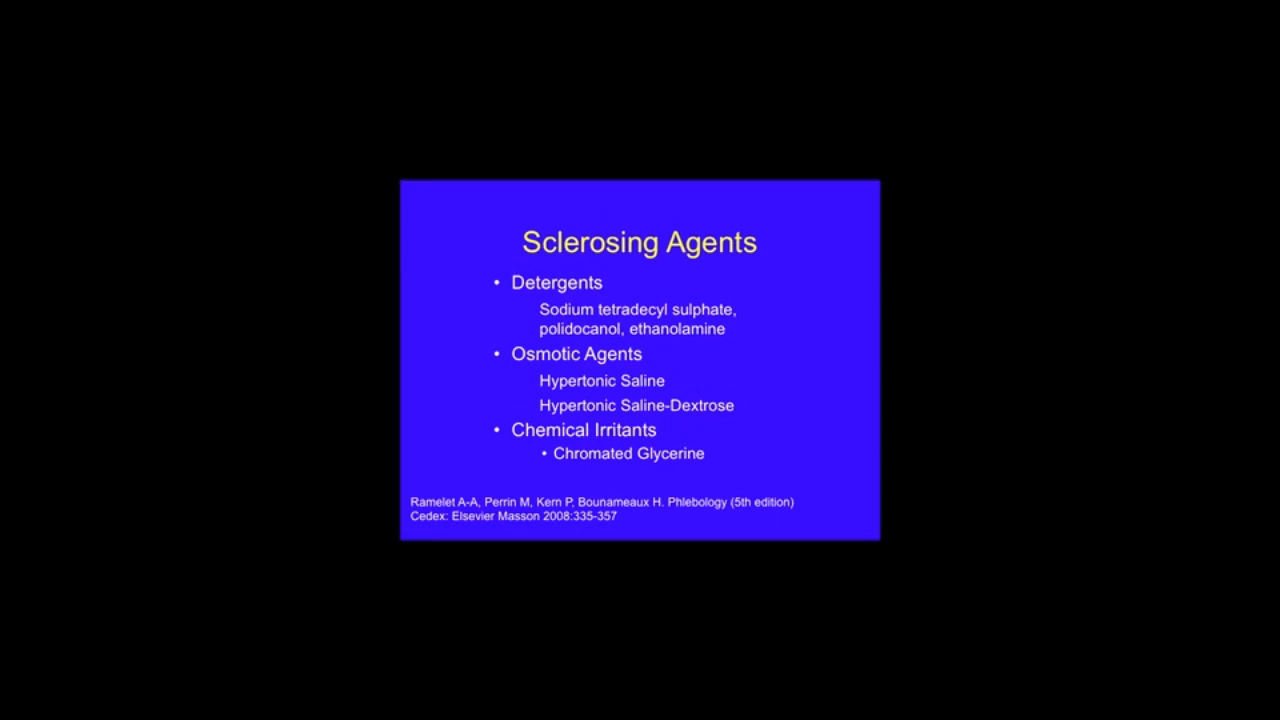 Sclerosing Agents
• Detergents
Sodium tetradecyl sulphate,
polidocanol, ethanolamine
• Osmotic Agents
Hypertonic Saline
Hypertonic Saline-Dextrose
• Chemical Irritants
• Chromated Glycerine
Ramelet A-A, Perrin M, Kern P, Bounameaux H. Phlebology (5th edition)
Cedex: Elsevier Masson 2008:335-357